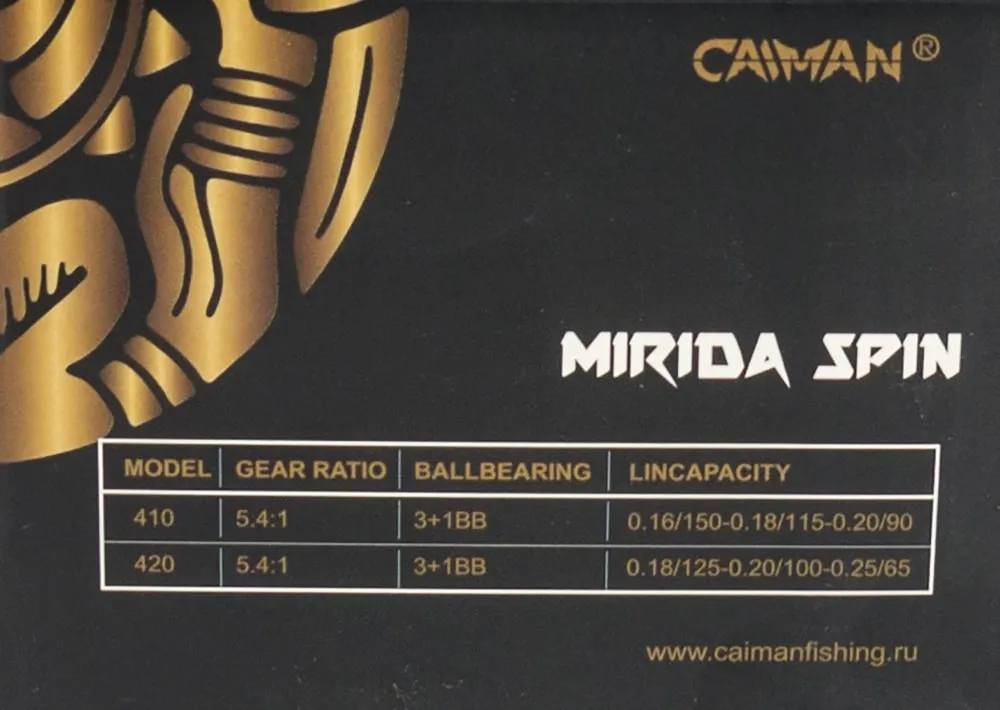 CAIMAN®
MIRIDA SPIN
MODEL GEAR RATIO BALLBEARING LINCAPACITY
410 5.4:1 3+1BB 0.16/150-0.18/115-0.20/90
420 5.4:1 3+1BB 0.18/125-0.20/100-0.25/65
www.caimanfishing.ru